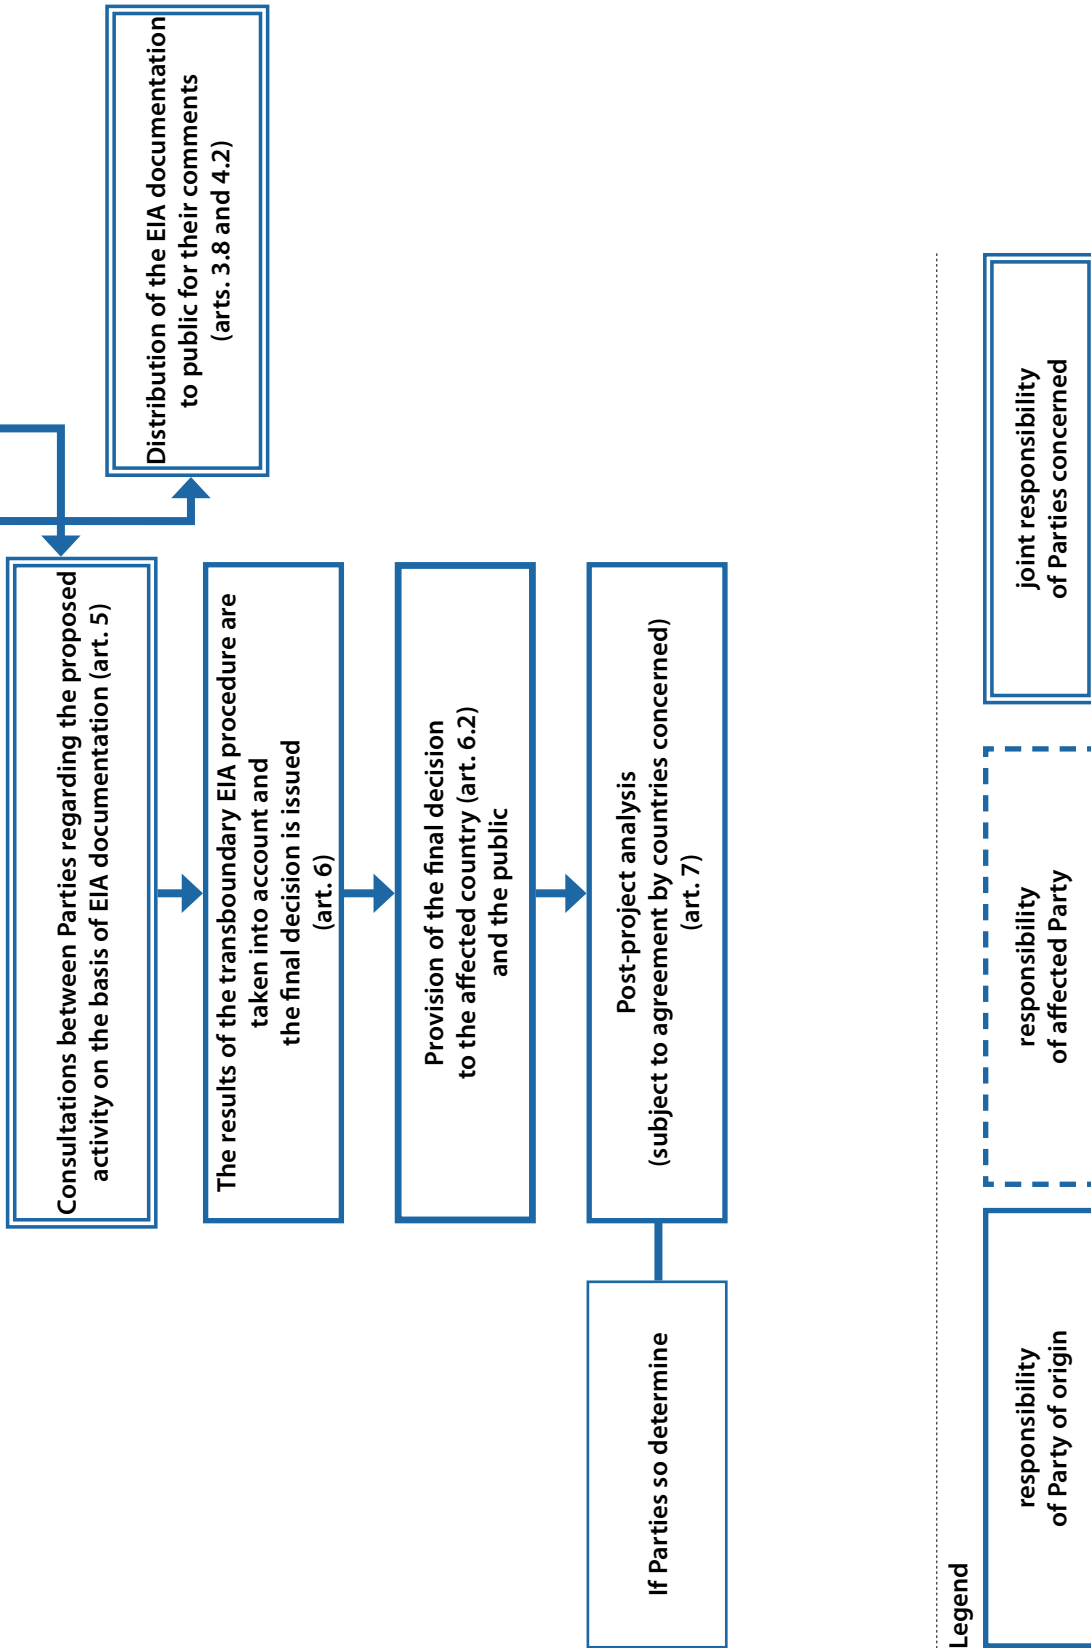 Distribution of the EIA documentation
to public for their comments
(arts. 3.8 and 4.2)
Consultations between Parties regarding the proposed
activity on the basis of EIA documentation (art. 5)
The results of the transboundary EIA procedure are
taken into account and
the final decision is issued
(art. 6)
Provision of the final decision
to the affected country (art. 6.2)
and the public
Post-project analysis
(subject to agreement by countries concerned)
(art. 7)
If Parties so determine
Legend
responsibility
of Party of origin
responsibility
of affected Party
joint responsibility
of Parties concerned